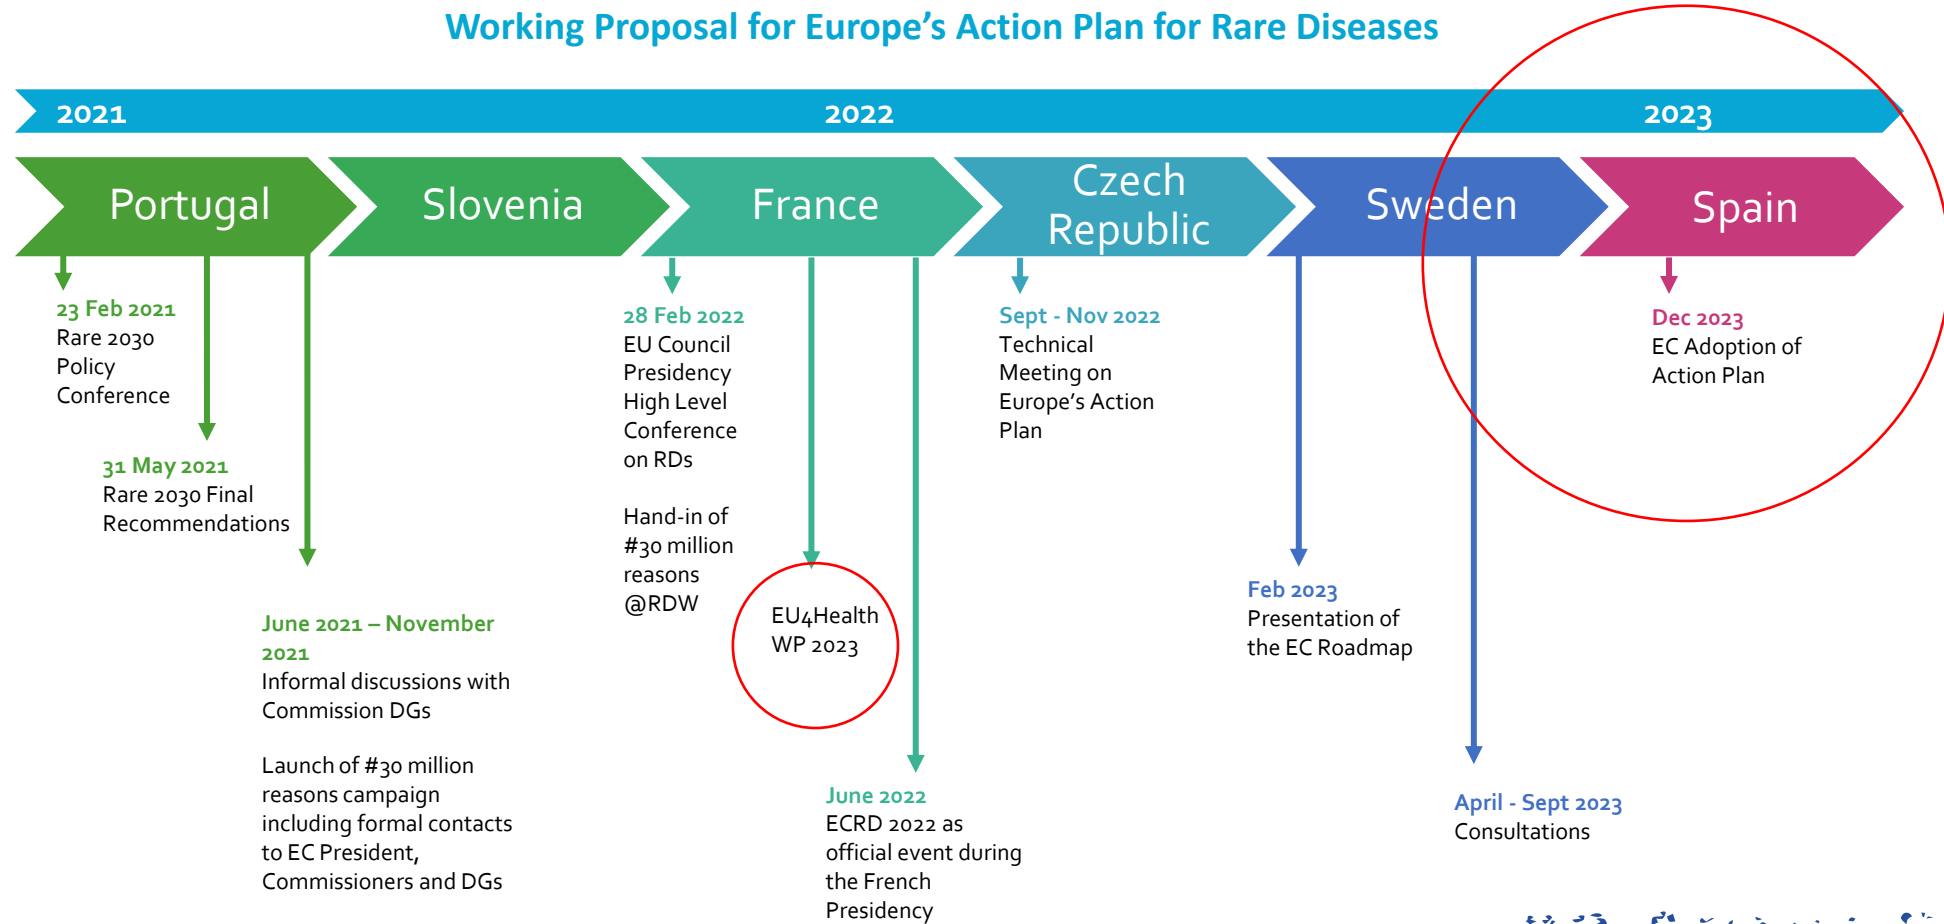 Working Proposal for Europe's Action Plan for Rare Diseases
2021
2022
2023
Portugal
Slovenia
France
Czech
Republic
Sweden
Spain
23 Feb 2021
Rare 2030
Policy
Conference
31 May 2021
Rare 2030 Final
Recommendations
June 2021 – November
2021
Informal discussions with
Commission DGs
Launch of #30 million
reasons campaign
including formal contacts
to EC President,
Commissioners and DGs
28 Feb 2022
EU Council
Presidency
High Level
Conference
on RDs
Hand-in of
#30 million
reasons
@RDW
EU4Health
WP 2023
June 2022
ECRD 2022 as
official event during
the French
Presidency
Sept - Nov 2022
Technical
Meeting on
Europe's Action
Plan
Feb 2023
Presentation of
the EC Roadmap
April - Sept 2023
Consultations
Dec 2023
EC Adoption of
Action Plan